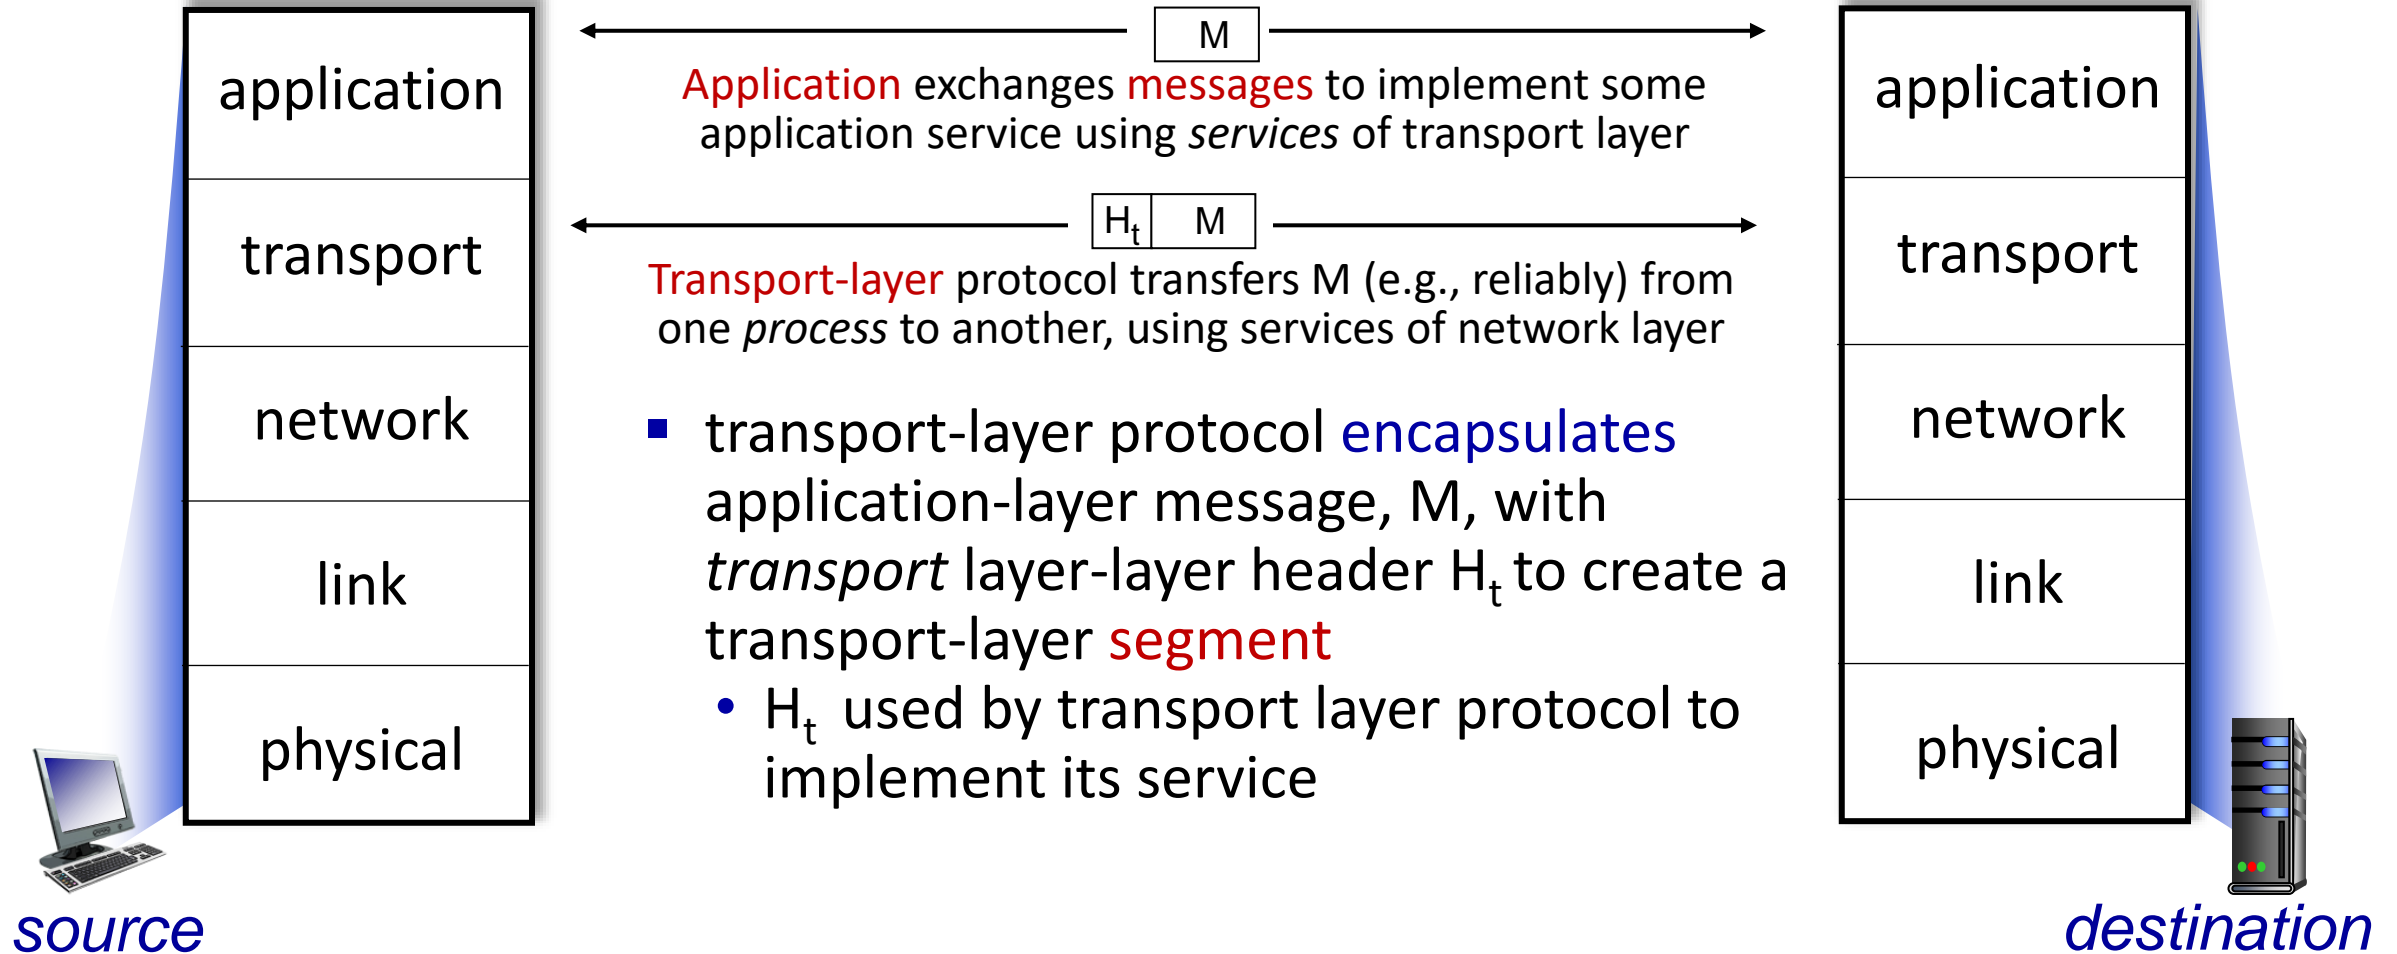 application
transport
network
link
physical
source
M
Application exchanges messages to implement some
application service using services of transport layer
Ht M
Transport-layer protocol transfers M (e.g., reliably) from
one process to another, using services of network layer
transport-layer protocol encapsulates
application-layer message, M, with
transport layer-layer header Ht to create a
transport-layer segment
Ht used by transport layer protocol to
implement its service
application
transport
network
link
physical
destination